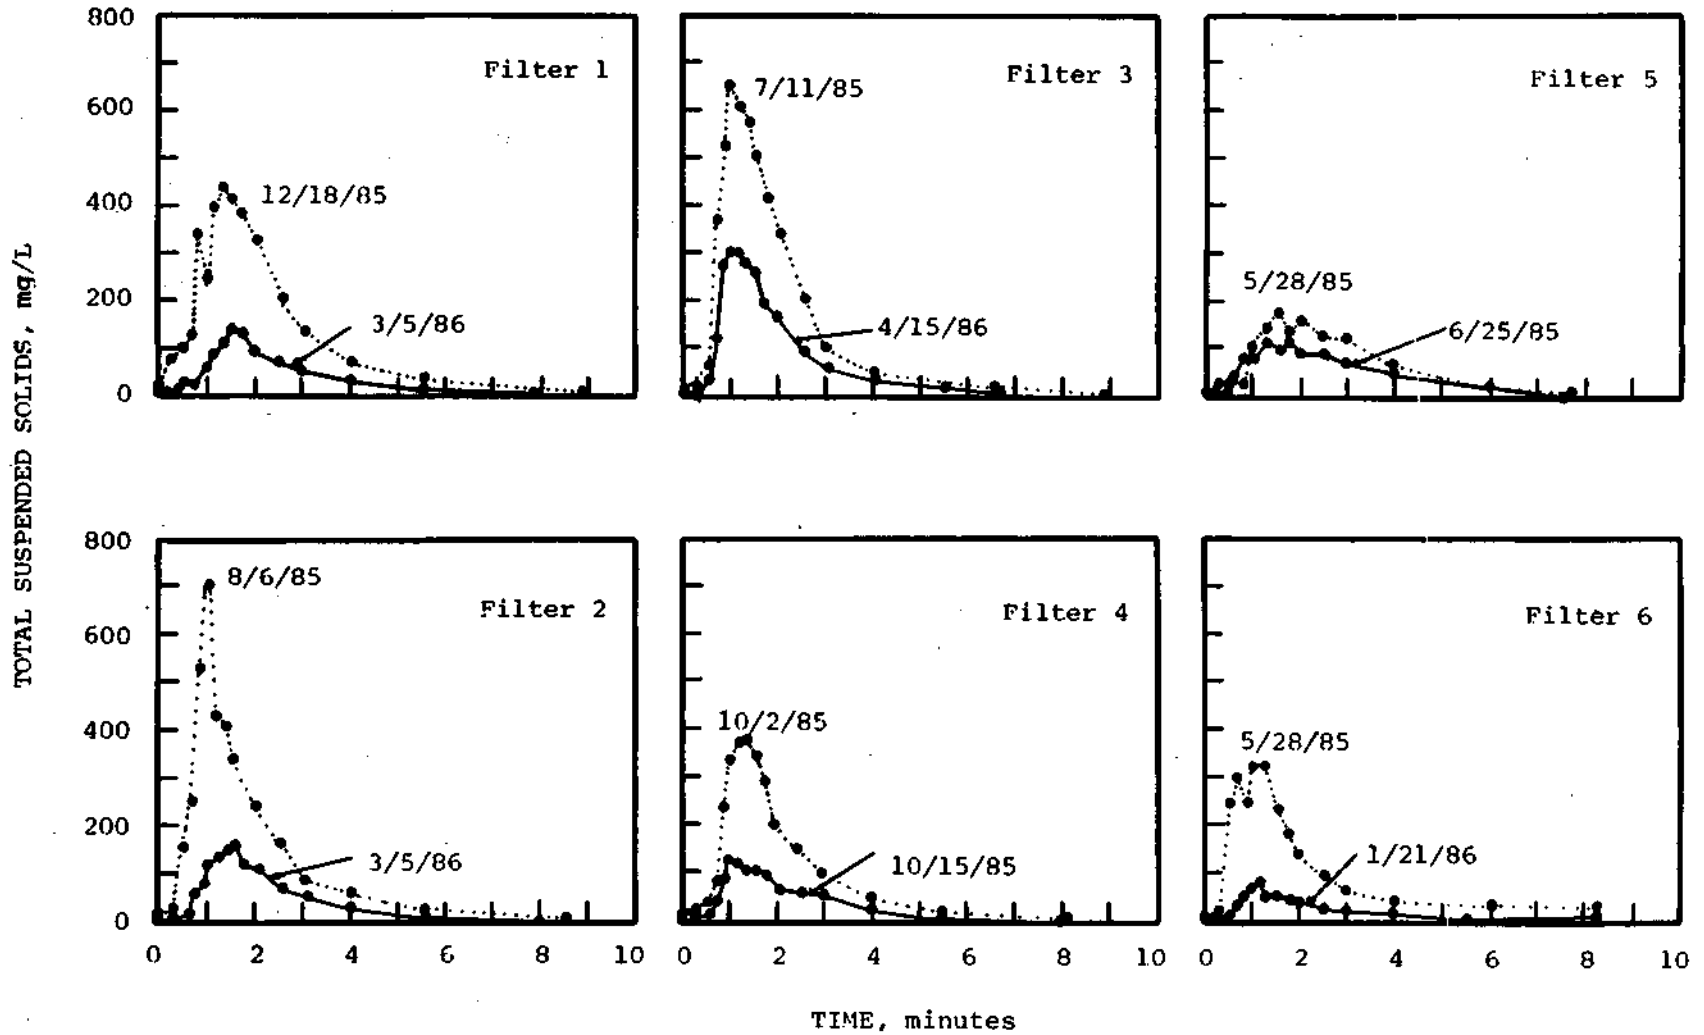 TOTAL SUSPENDED SOLIDS, mg/L
800
600
400
200
0
Filter 1
12/18/85
3/5/86
Filter 3
7/11/85
4/15/86
Filter 5
5/28/85
6/25/85
800
600
400
200
0
Filter 2
8/6/85
3/5/86
Filter 4
10/2/85
10/15/85
Filter 6
5/28/85
1/21/86
0 2 4 6 8 10
0 2 4 6 8 10
0 2 4 6 8 10
TIME, minutes